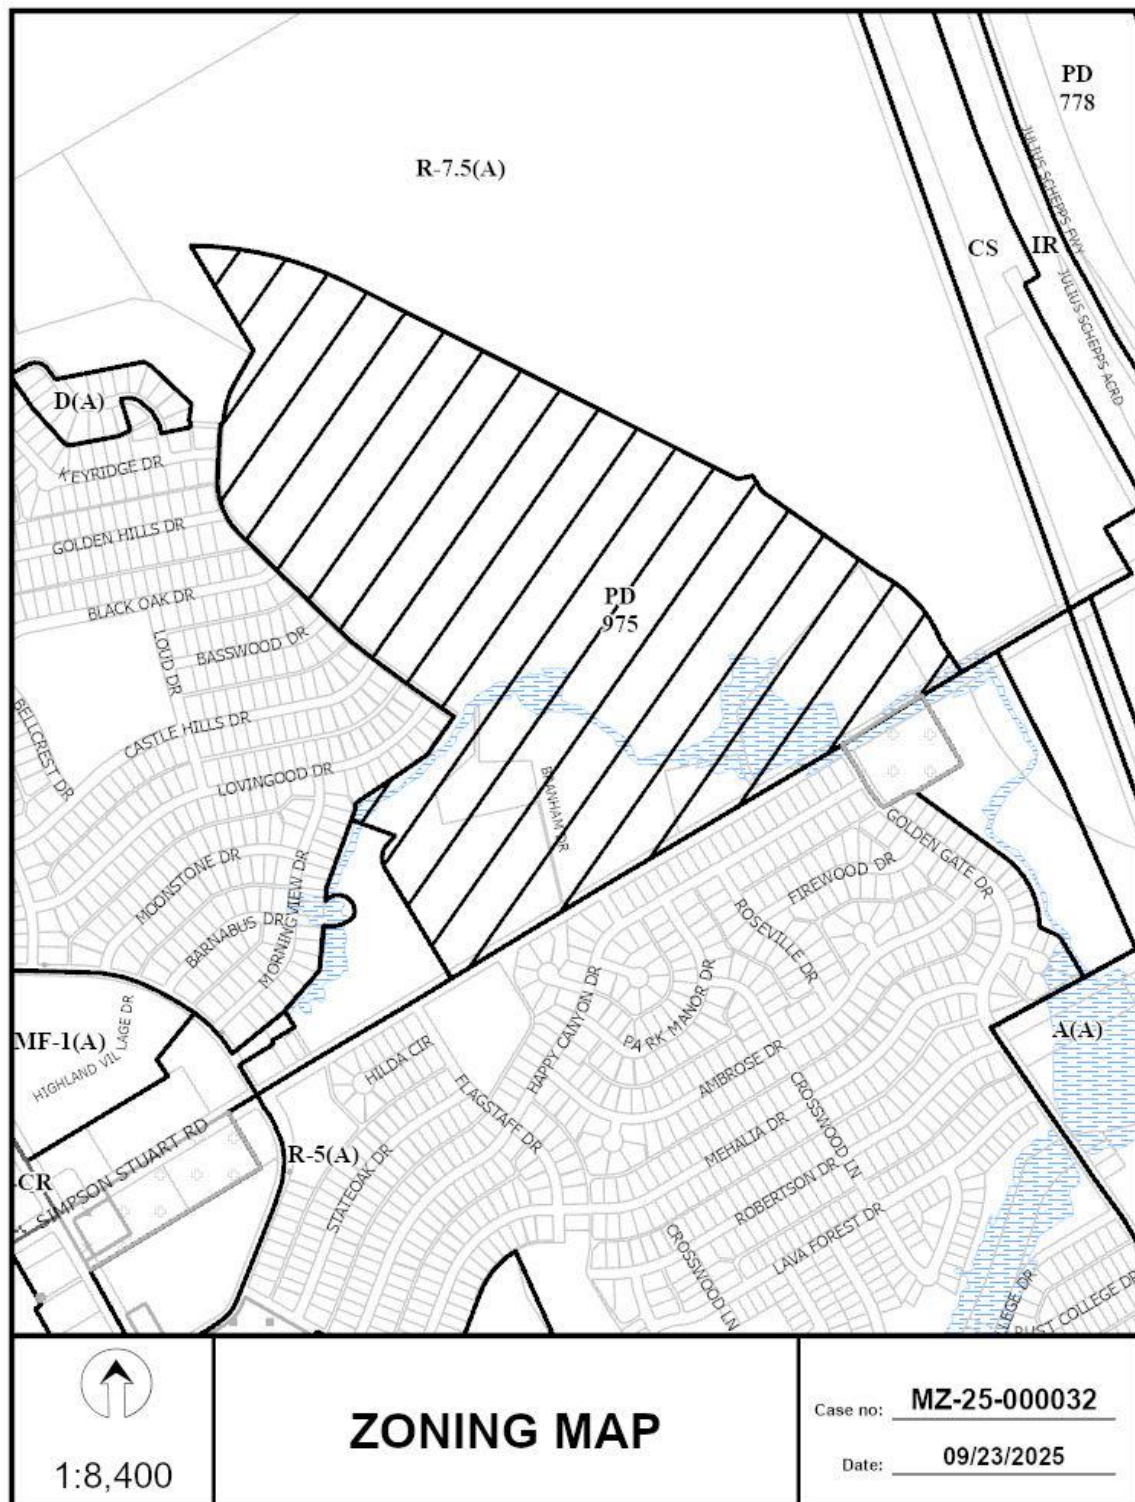 PD
778
R-7.5(A)
JULIUS SCHEPPS FWY
CS
IR
JULIUS SCHEPPS ACRD
D(A)
KEYRIDGE DR
GOLDEN HILLS DR
BLACK OAK DR
LOUD DR
BASSWOOD DR
PD
975
BELLCREST DR
CASTLE HILLS DR
LOVINGOOD DR
BRANHAM DR
MOONSTONE DR
MORNINGVIEW DR
BARNABUS DR
GOLDEN GATE DR
FIREWOOD DR
ROSEVILLE DR
MF-1(A)
HIGHLAND VILLAGE DR
HILDA CIR
HAPPY CANYON DR
PARK MANOR DR
A(A)
FLAGSTAFF DR
AMBROSE DR
CROSSWOOD LN
MEHALIA DR
SIMPSON STUART RD
R-5(A)
CR
STATEOAK DR
ROBERTSON DR
LAVA FOREST DR
CROSSWOOD LN
LEGE DR
RUST COLLEGE DR
1:8,400
ZONING MAP
Case no: MZ-25-000032
Date: 09/23/2025